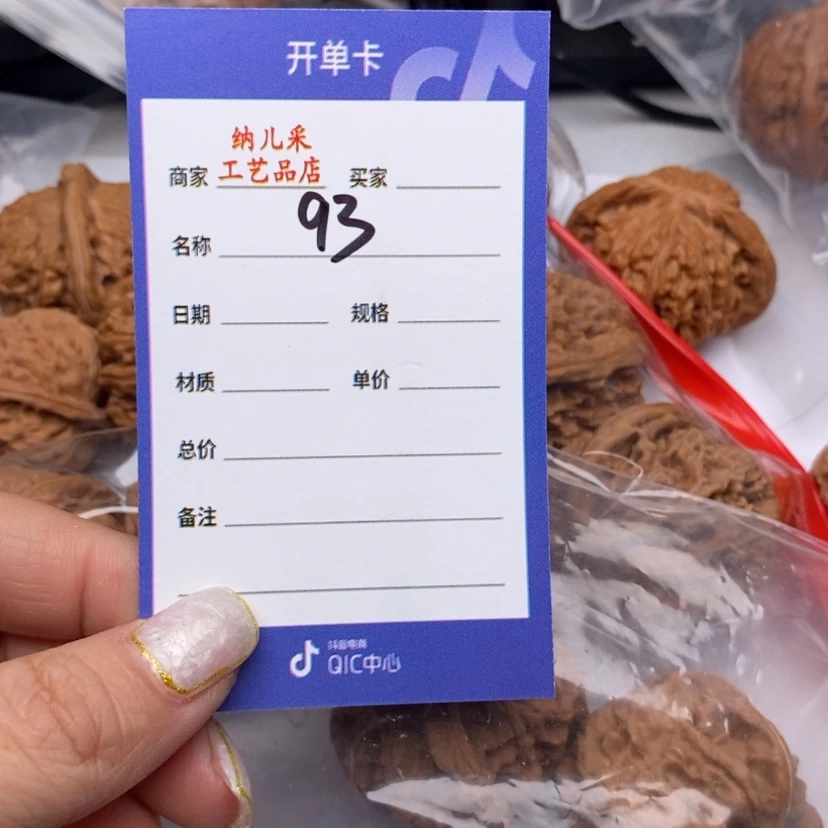 开单卡
纳儿采
商家 工艺品店 买家
93
名称
日期 规格
材质 单价
总价
备注
抖音电商
QIC中心